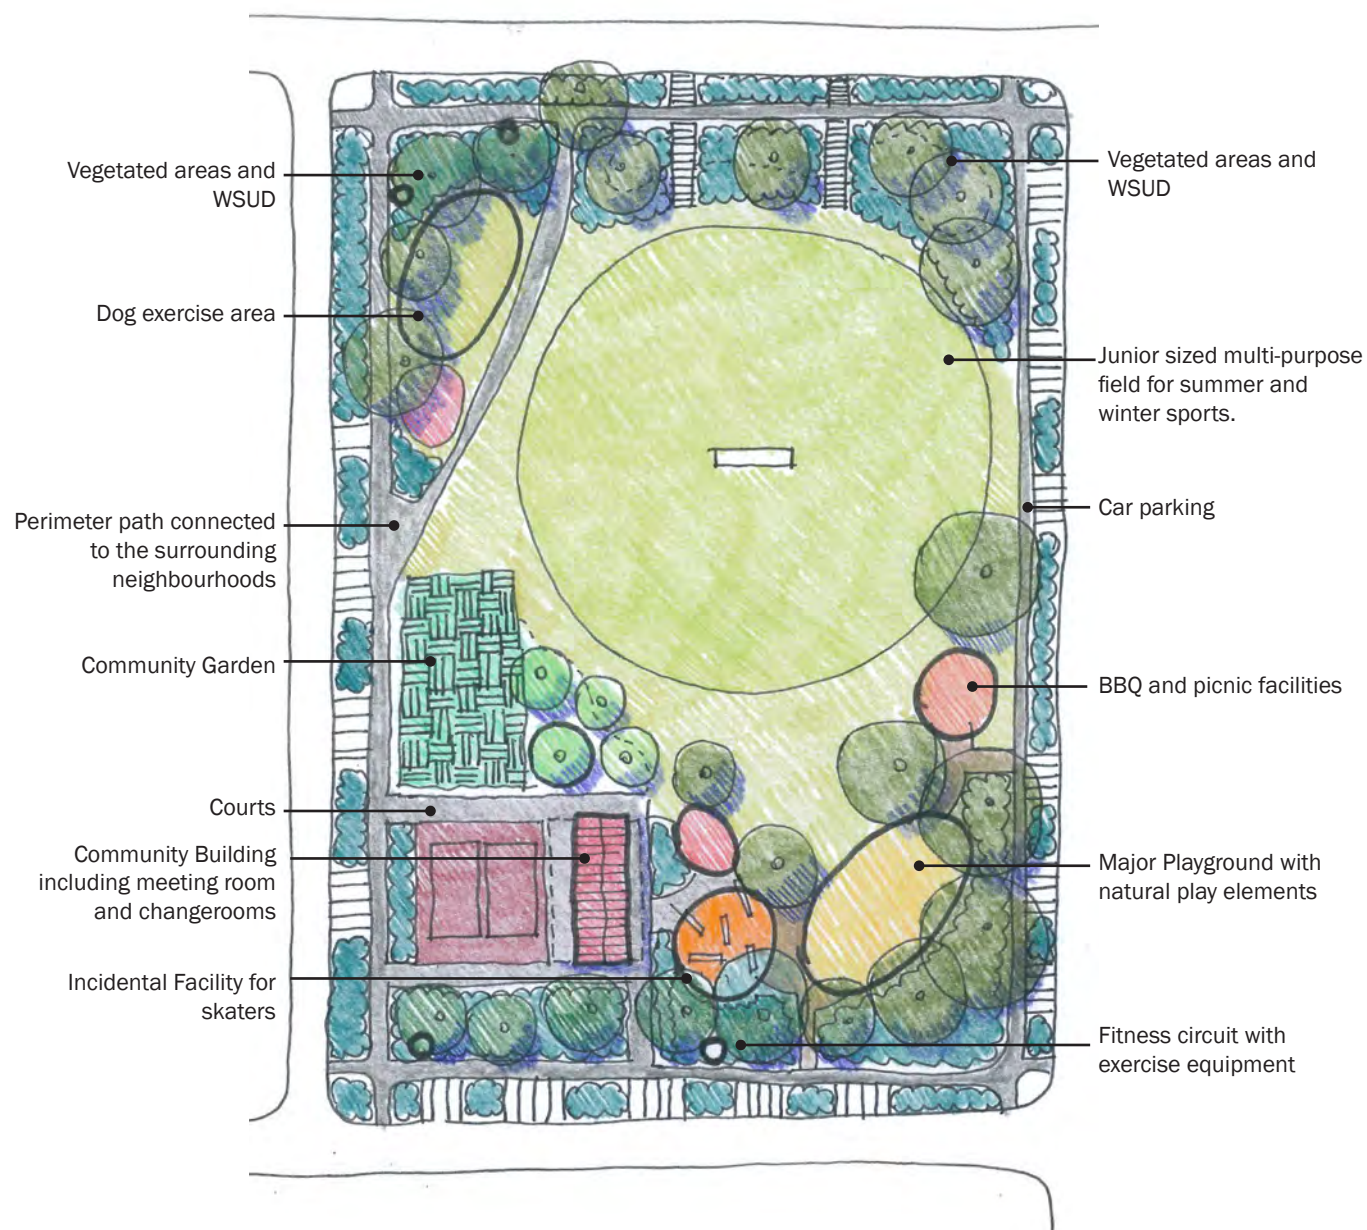 Vegetated areas and
WSUD
Dog exercise area
Perimeter path connected
to the surrounding
neighbourhoods
Community Garden
Courts
Community Building
including meeting room
and changerooms
Incidental Facility for
skaters
Vegetated areas and
WSUD
Junior sized multi-purpose
field for summer and
winter sports.
Car parking
BBQ and picnic facilities
Major Playground with
natural play elements
Fitness circuit with
exercise equipment